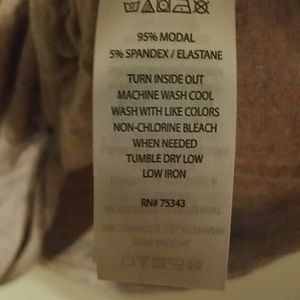 95% MODAL
5% SPANDEX / ELASTANE
TURN INSIDE OUT
MACHINE WASH COOL
WASH WITH LIKE COLORS
NON-CHLORINE BLEACH
WHEN NEEDED
TUMBLE DRY LOW
LOW IRON
RN# 75343